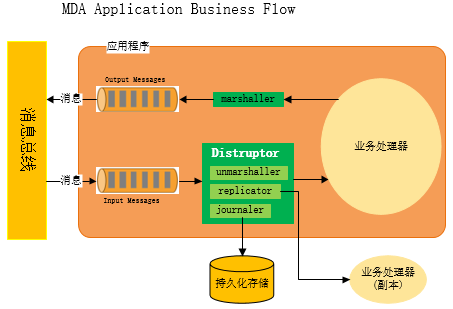 MDA Application Business Flow
应用程序
Output Messages
消息
marshaller
消息总线
业务处理器
Distruptor
unmarshaller
消息
replicator
Input Messages
journaler
持久化存储
业务处理器
(副本)